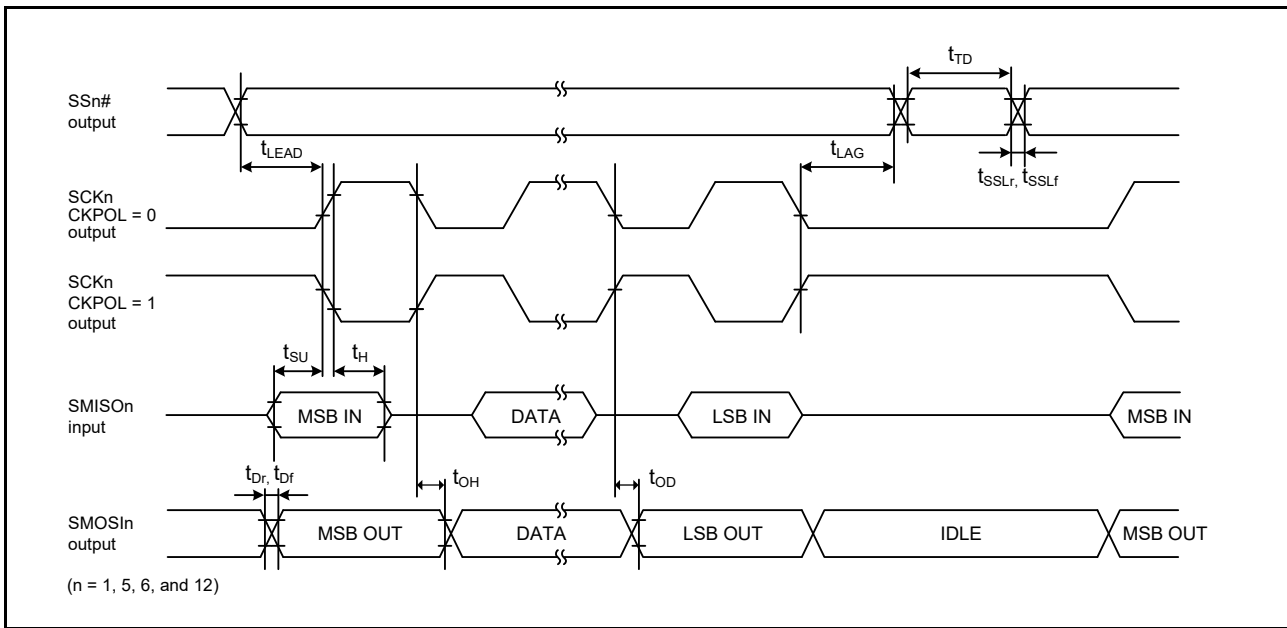 tTD
SSn#
output
tLEAD
tLAG
tSSLr, tSSLf
SCKn
CKPOL = 0
output
SCKn
CKPOL = 1
output
tSU
tH
SMISOn
input
MSB IN
DATA
LSB IN
MSB IN
tDr, tDf
tOH
tOD
SMOSIn
output
MSB OUT
DATA
LSB OUT
IDLE
MSB OUT
(n = 1, 5, 6, and 12)